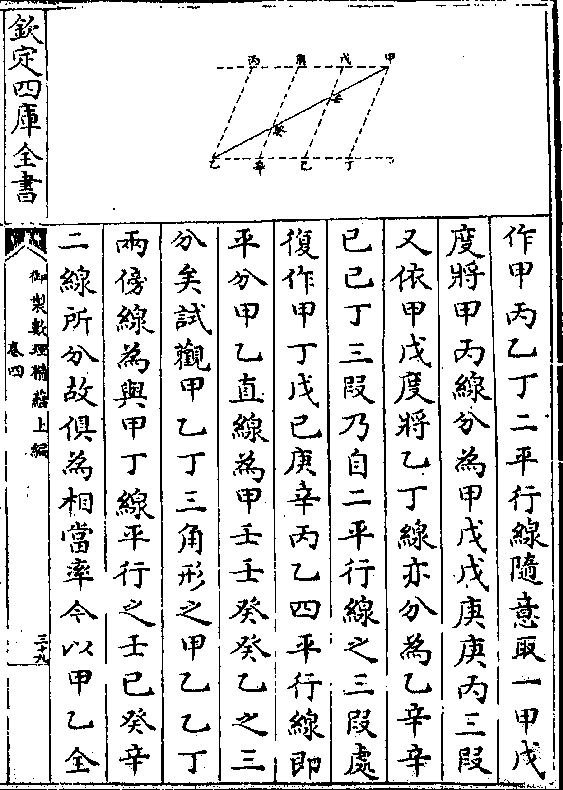 甲
戊
庚
丙
壬
癸
丁
己
辛
乙
作甲丙乙丁二平行線隨意取一甲戊
度將甲丙線分為甲戊戊庚庚丙三叚
又依甲戊度將乙丁線亦分為乙辛辛
己己丁三叚乃自二平行線之三叚處
復作甲丁戊己庚辛丙乙四平行線即
平分甲乙直線為甲壬壬癸癸乙之三
分矣試觀甲乙丁三角形之甲乙乙丁
兩傍線為與甲丁線平行之壬己癸辛
二線所分故俱為相當率今以甲乙全
欽定四庫全書
御製數理精蘊上編
卷四
三十九